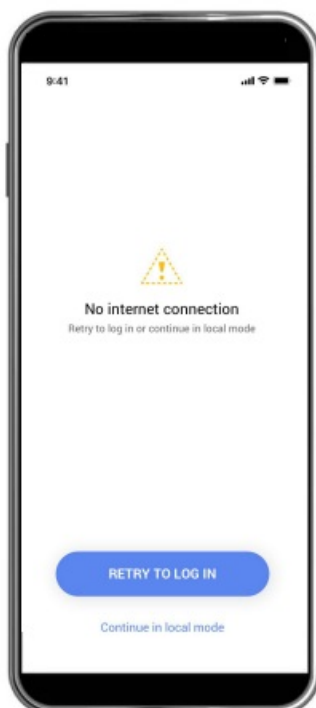 9:41
No internet connection
Retry to log in or continue in local mode
RETRY TO LOG IN
Continue in local mode